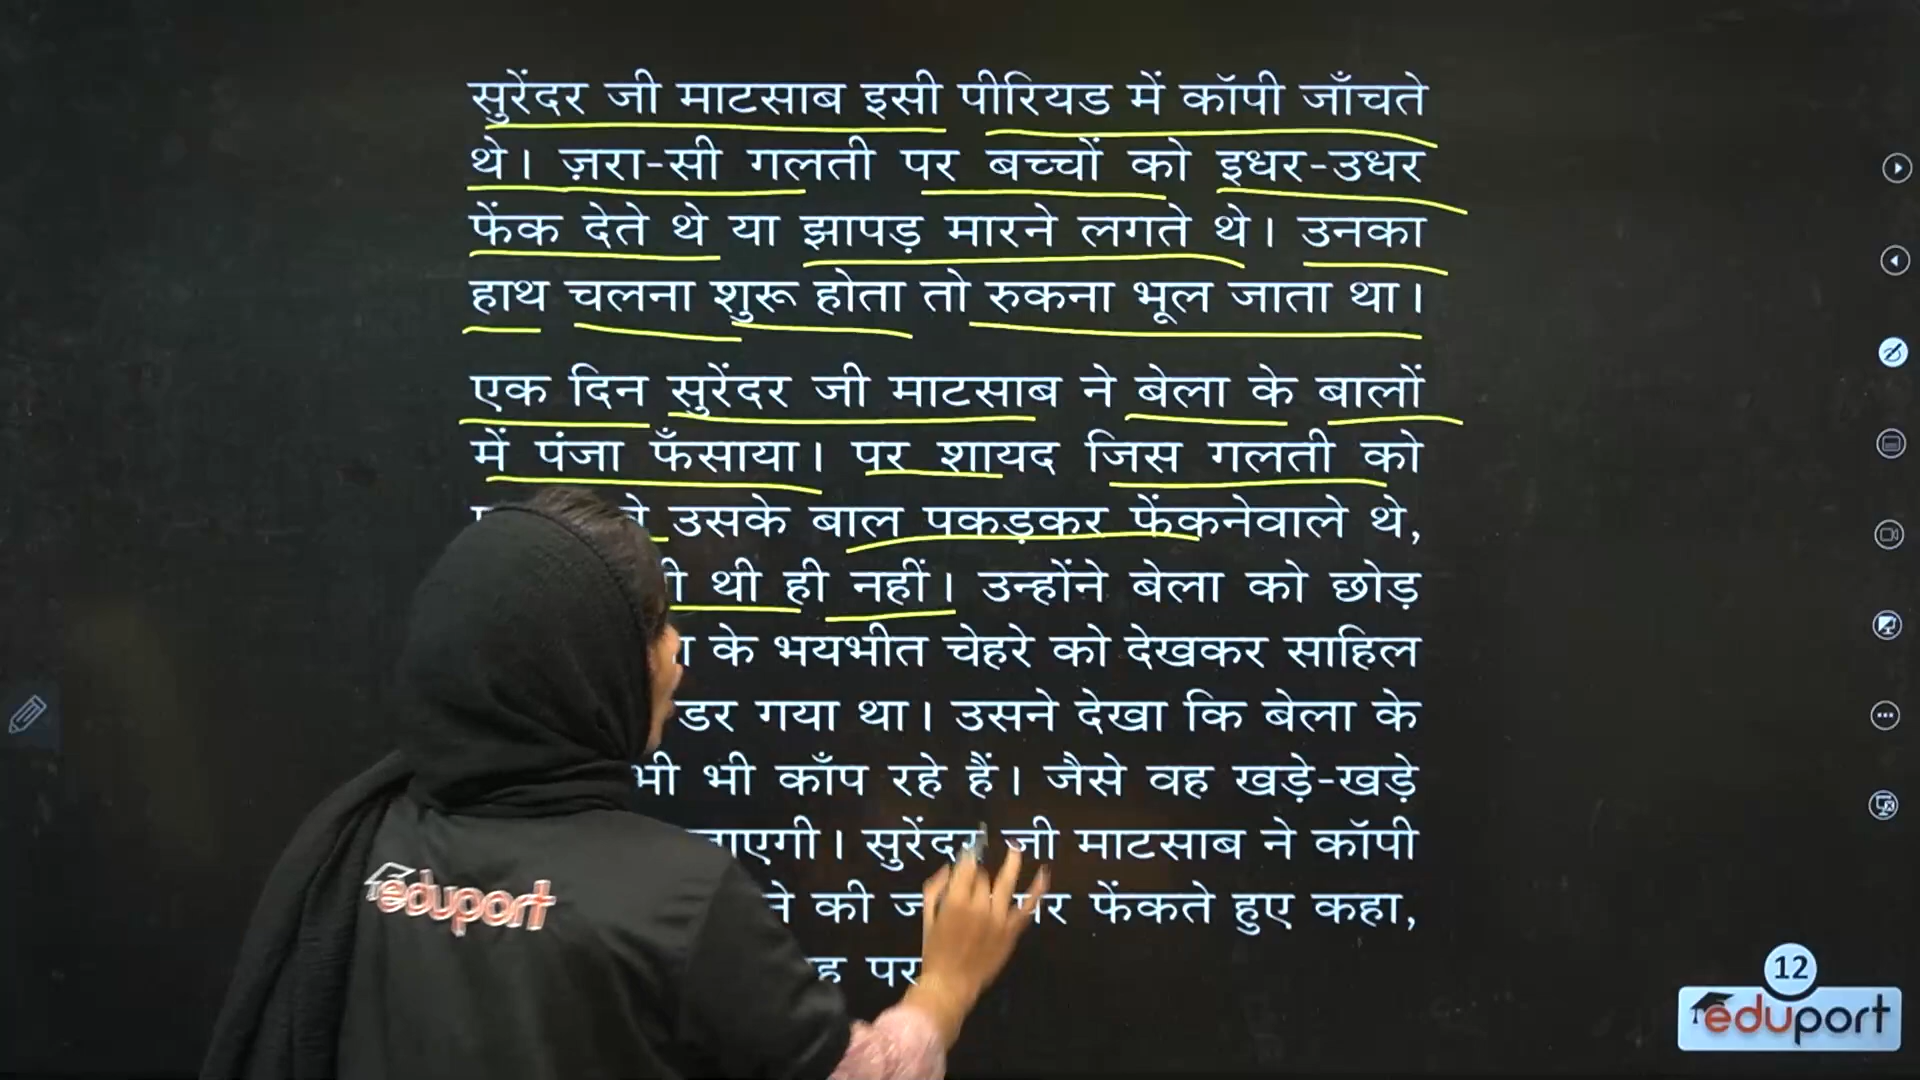 सुरेंदर जी माटसाब इसी पीरियड में कॉपी जाँचते
थे। ज़रा-सी गलती पर बच्चों को इधर-उधर
फेंक देते थे या झापड़ मारने लगते थे। उनका
हाथ चलना शुरू होता तो रुकना भूल जाता था।
एक दिन सुरेंदर जी माटसाब ने बेला के बालों
में पंजा फँसाया। पर शायद जिस गलती को
उसके बाल पकड़कर फेंकनेवाले थे,
थी ही नहीं। उन्होंने बेला को छोड़
के भयभीत चेहरे को देखकर साहिल
डर गया था। उसने देखा कि बेला के
भी काँप रहे हैं। जैसे वह खड़े-खड़े
सुरेंदर जी माटसाब ने कॉपी
की पर फेंकते हुए कहा,
पर
eduport
12
eduport